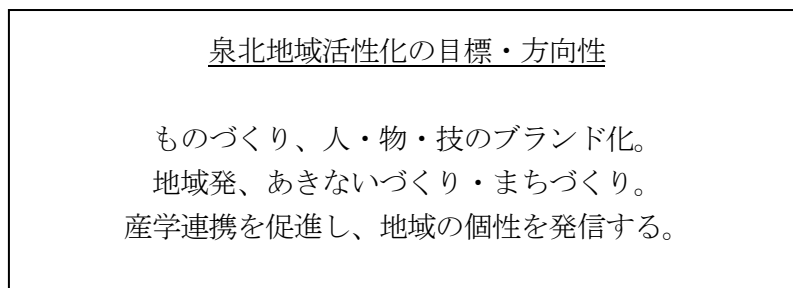 泉北地域活性化の目標・方向性
ものづくり、人・物・技のブランド化。
地域発、あきないづくり・まちづくり。
産学連携を促進し、地域の個性を発信する。